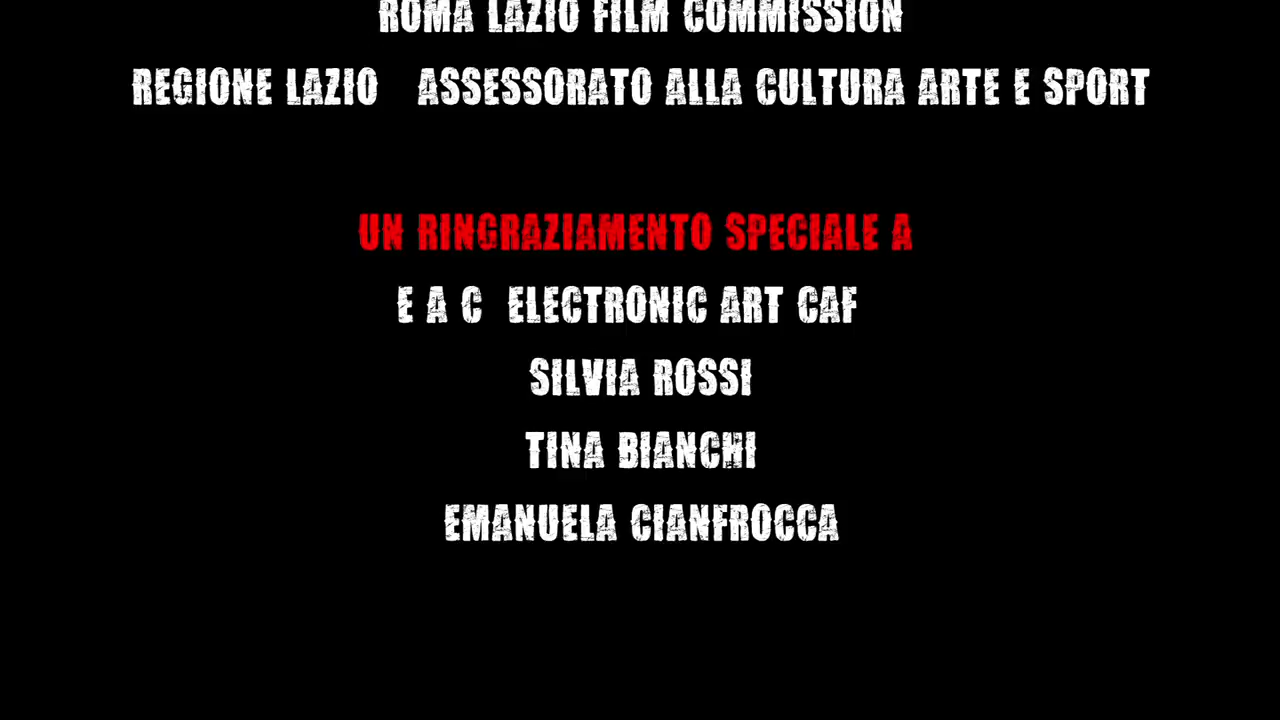 ROMA LAZIO FILM COMMISSION
REGIONE LAZIO ASSESSORATO ALLA CULTURA ARTE E SPORT
UN RINGRAZIAMENTO SPECIALE A
E A C ELECTRONIC ART CAF
SILVIA ROSSI
TINA BIANCHI
EMANUELA CIANFROCCA